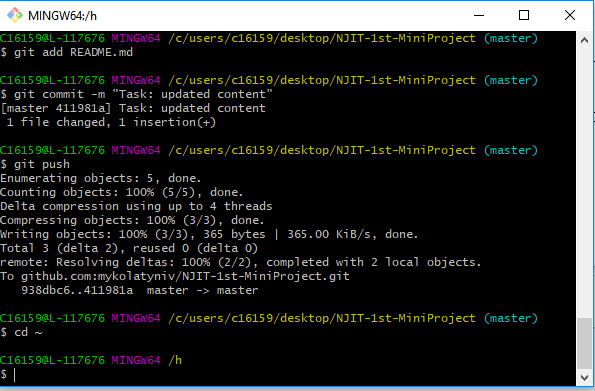 MINGW64:/h
C16159@L-117676 MINGW64 /c/users/c16159/desktop/NJIT-1st-MiniProject (master)
$ git add README.md
C16159@L-117676 MINGW64 /c/users/c16159/desktop/NJIT-1st-MiniProject (master)
$ git commit -m "Task: updated content"
[master 411981a] Task: updated content
1 file changed, 1 insertion(+)
C16159@L-117676 MINGW64 /c/users/c16159/desktop/NJIT-1st-MiniProject (master)
$ git push
Enumerating objects: 5, done.
Counting objects: 100% (5/5), done.
Delta compression using up to 4 threads
Compressing objects: 100% (3/3), done.
Writing objects: 100% (3/3), 365 bytes | 365.00 KiB/s, done.
Total 3 (delta 2), reused 0 (delta 0)
remote: Resolving deltas: 100% (2/2), completed with 2 local objects.
To github.com:mykolatyniv/NJIT-1st-MiniProject.git
938dbc6..411981a  master -> master
C16159@L-117676 MINGW64 /c/users/c16159/desktop/NJIT-1st-MiniProject (master)
$ cd ~
C16159@L-117676 MINGW64 /h
$